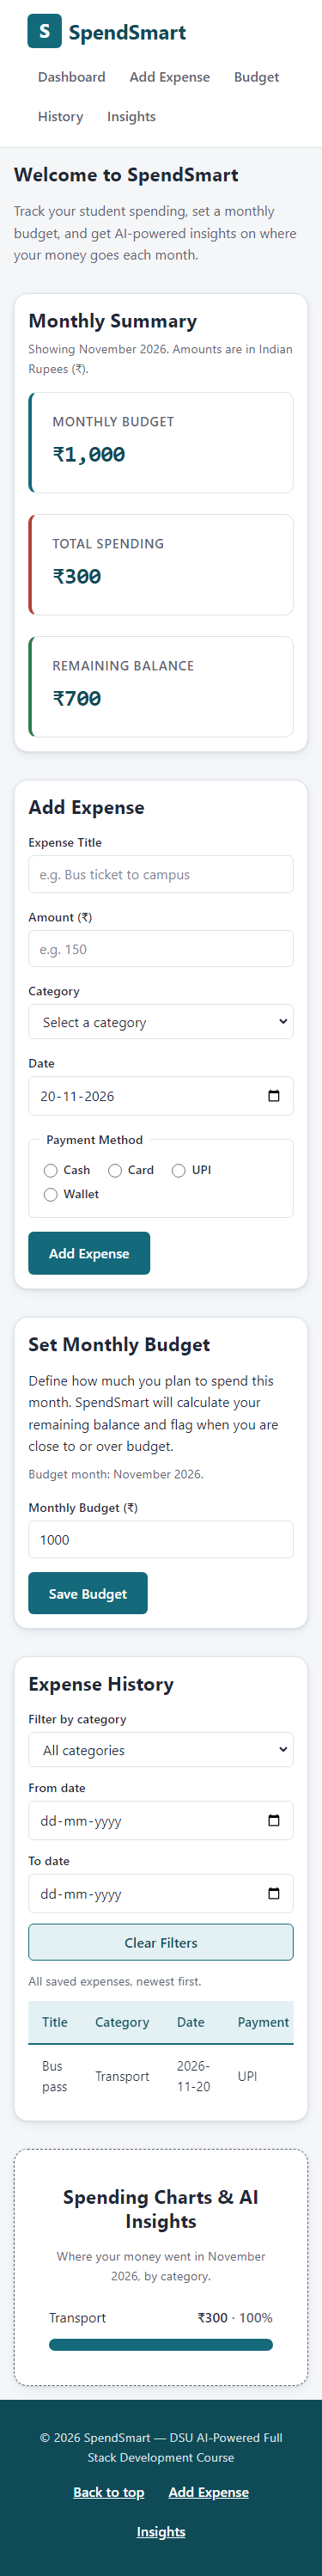 S SpendSmart
Dashboard Add Expense Budget
History Insights
Welcome to SpendSmart
Track your student spending, set a monthly
budget, and get AI-powered insights on where
your money goes each month.
Monthly Summary
Showing November 2026. Amounts are in Indian
Rupees (₹).
MONTHLY BUDGET
₹1,000
TOTAL SPENDING
₹300
REMAINING BALANCE
₹700
Add Expense
Expense Title
e.g. Bus ticket to campus
Amount (₹)
e.g. 150
Category
Select a category
Date
20-11-2026
Payment Method
Cash Card UPI
Wallet
Add Expense
Set Monthly Budget
Define how much you plan to spend this
month. SpendSmart will calculate your
remaining balance and flag when you are
close to or over budget.
Budget month: November 2026.
Monthly Budget (₹)
1000
Save Budget
Expense History
Filter by category
All categories
From date
dd-mm-yyyy
To date
dd-mm-yyyy
Clear Filters
All saved expenses, newest first.
Title Category Date Payment
Bus pass Transport 2026-11-20 UPI
Spending Charts & AI
Insights
Where your money went in November
2026, by category.
Transport ₹300 · 100%
© 2026 SpendSmart — DSU AI-Powered Full
Stack Development Course
Back to top Add Expense
Insights